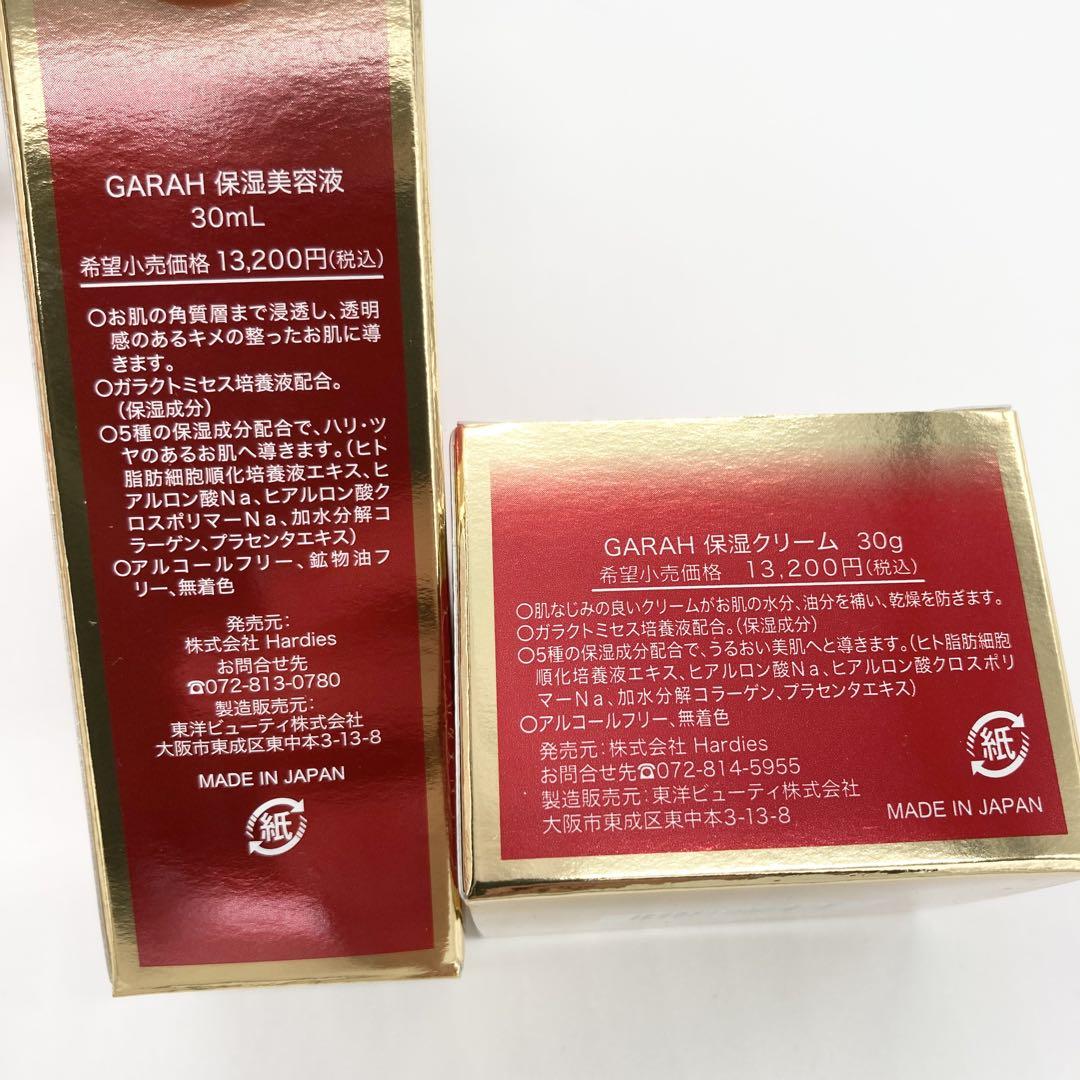 GARAH 保湿美容液
30mL
希望小売価格 13,200円(税込)
○お肌の角質層まで浸透し、透明
感のあるキメの整ったお肌に導
きます。
○ガラクトミセス培養液配合。
(保湿成分)
○5種の保湿成分配合で、ハリ・ツ
ヤのあるお肌へ導きます。(ヒト
脂肪細胞順化培養液エキス、ヒ
アルロン酸Na、ヒアルロン酸ク
ロスポリマーNa、加水分解コ
ラーゲン、プラセンタエキス)
○アルコールフリー、鉱物油フ
リー、無着色
発売元:
株式会社 Hardies
お問合せ先
☎072-813-0780
製造販売元:
東洋ビューティ株式会社
大阪市東成区東中本3-13-8
MADE IN JAPAN
紙
GARAH 保湿クリーム 30g
希望小売価格 13,200円(税込)
○肌なじみの良いクリームがお肌の水分、油分を補い、乾燥を防ぎます。
○ガラクトミセス培養液配合。(保湿成分)
○5種の保湿成分配合で、うるおい美肌へと導きます。(ヒト脂肪細胞
順化培養液エキス、ヒアルロン酸Na、ヒアルロン酸クロスポリ
マーNa、加水分解コラーゲン、プラセンタエキス)
○アルコールフリー、無着色
発売元:株式会社 Hardies
お問合せ先☎072-814-5955
製造販売元:東洋ビューティ株式会社
大阪市東成区東中本3-13-8
紙
MADE IN JAPAN